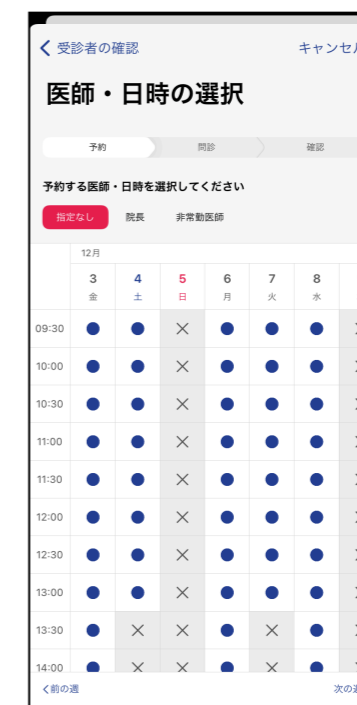 受診者の確認 キャンセル
医師・日時の選択
予約 問診 確認
予約する医師・日時を選択してください
指定なし 院長 非常勤医師
12月
3 4 5 6 7 8
金 土 日 月 火 水
09:30
10:00
10:30
11:00
11:30
12:00
12:30
13:00
13:30
14:00
前の週 次の週